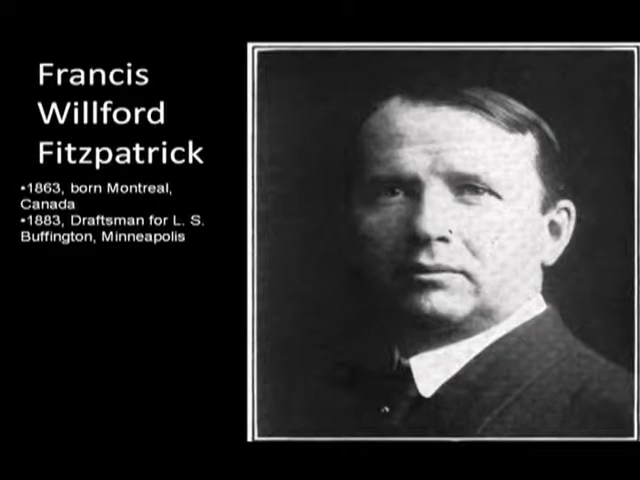 Francis
Willford
Fitzpatrick
•1863, born Montreal,
Canada
•1883, Draftsman for L. S.
Buffington, Minneapolis